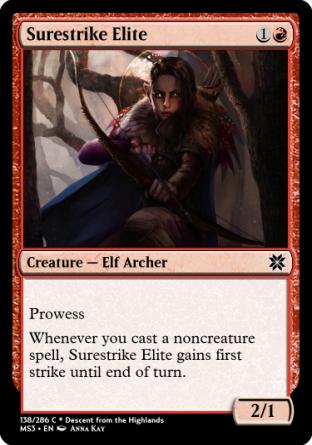 Surestrike Elite 1
Creature — Elf Archer
Prowess
Whenever you cast a noncreature
spell, Surestrike Elite gains first
strike until end of turn.
2/1
138/286 C * Descent from the Highlands
MS3 • EN Anna Kay